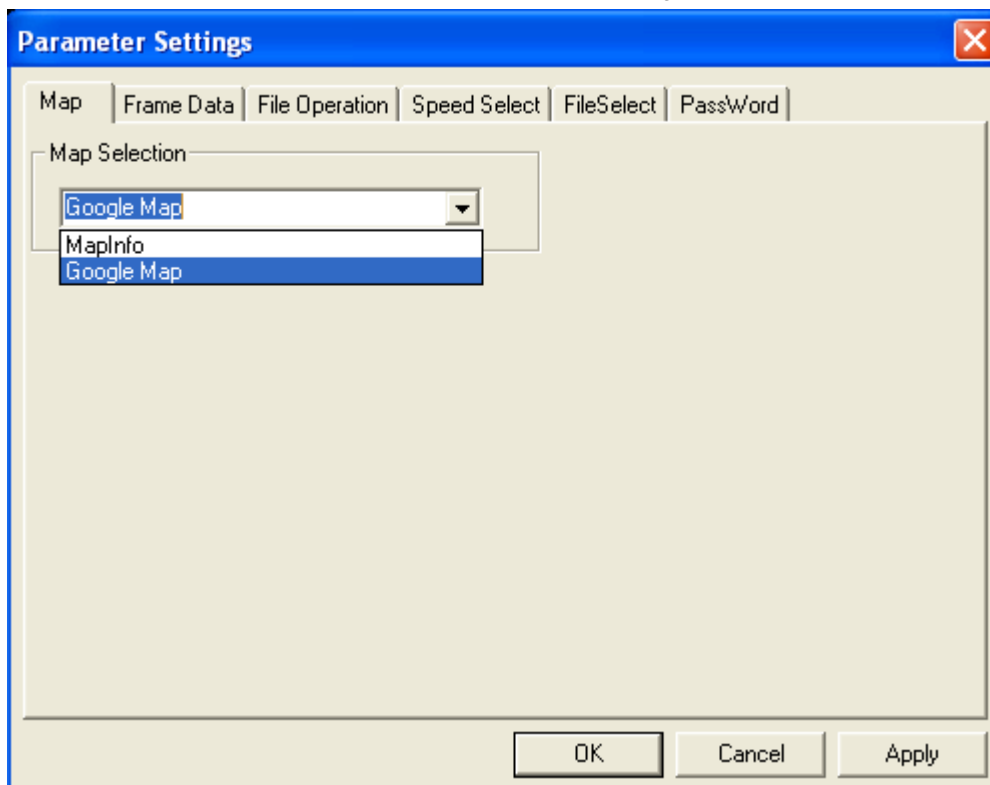 Parameter Settings
Map Frame Data File Operation Speed Select FileSelect PassWord
Map Selection
Google Map
MapInfo
Google Map
OK Cancel Apply